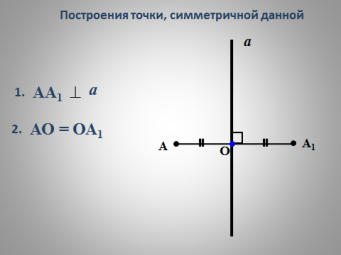 Построения точки, симметричной данной
a
1. AA₁ ⊥ a
2. AO = OA₁
A O A₁